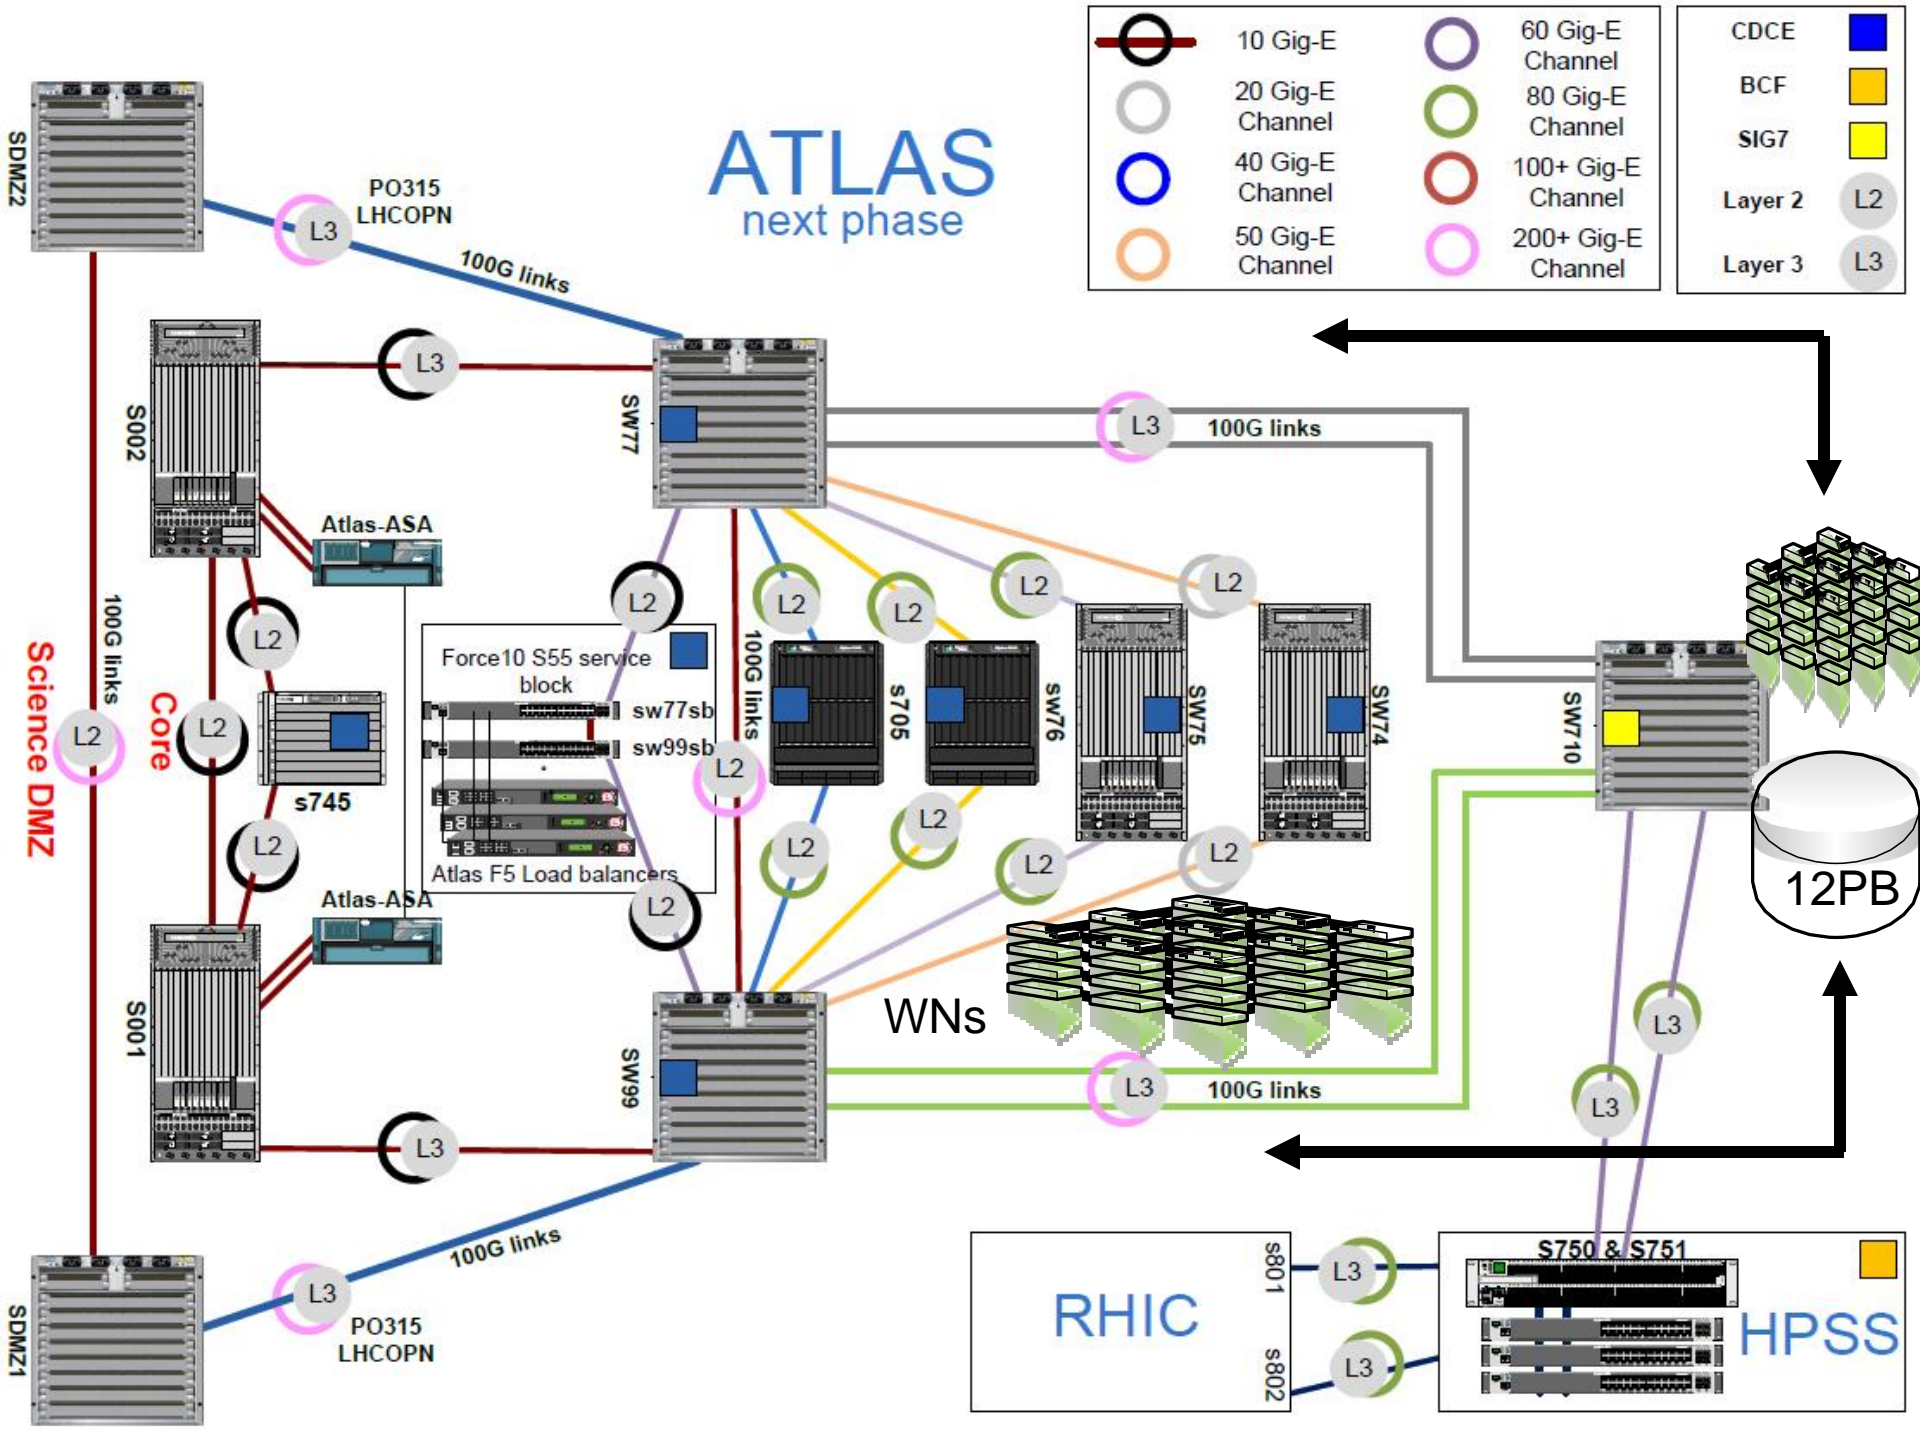 ATLAS
next phase
10 Gig-E
20 Gig-E
Channel
40 Gig-E
Channel
50 Gig-E
Channel
60 Gig-E
Channel
80 Gig-E
Channel
100+ Gig-E
Channel
200+ Gig-E
Channel
CDCE
BCF
SIG7
Layer 2
L2
Layer 3
L3
SDMZ2
L3
PO315
LHCOPN
100G links
S002
L3
SW77
L3
100G links
Atlas-ASA
Science DMZ
100G links
L2
Core
L2
L2
s745
L2
L2
Force10 S55 service
block
sw77sb
sw99sb
Atlas F5 Load balancers
L2
100G links
L2
L2
s705
L2
L2
sw76
L2
L2
SW75
L2
L2
SW74
L2
SW710
12PB
Atlas-ASA
S001
L3
SW99
WNs
L3
100G links
L3
L3
100G links
L3
PO315
LHCOPN
SDMZ1
RHIC
s801
s802
L3
L3
S750 & S751
HPSS